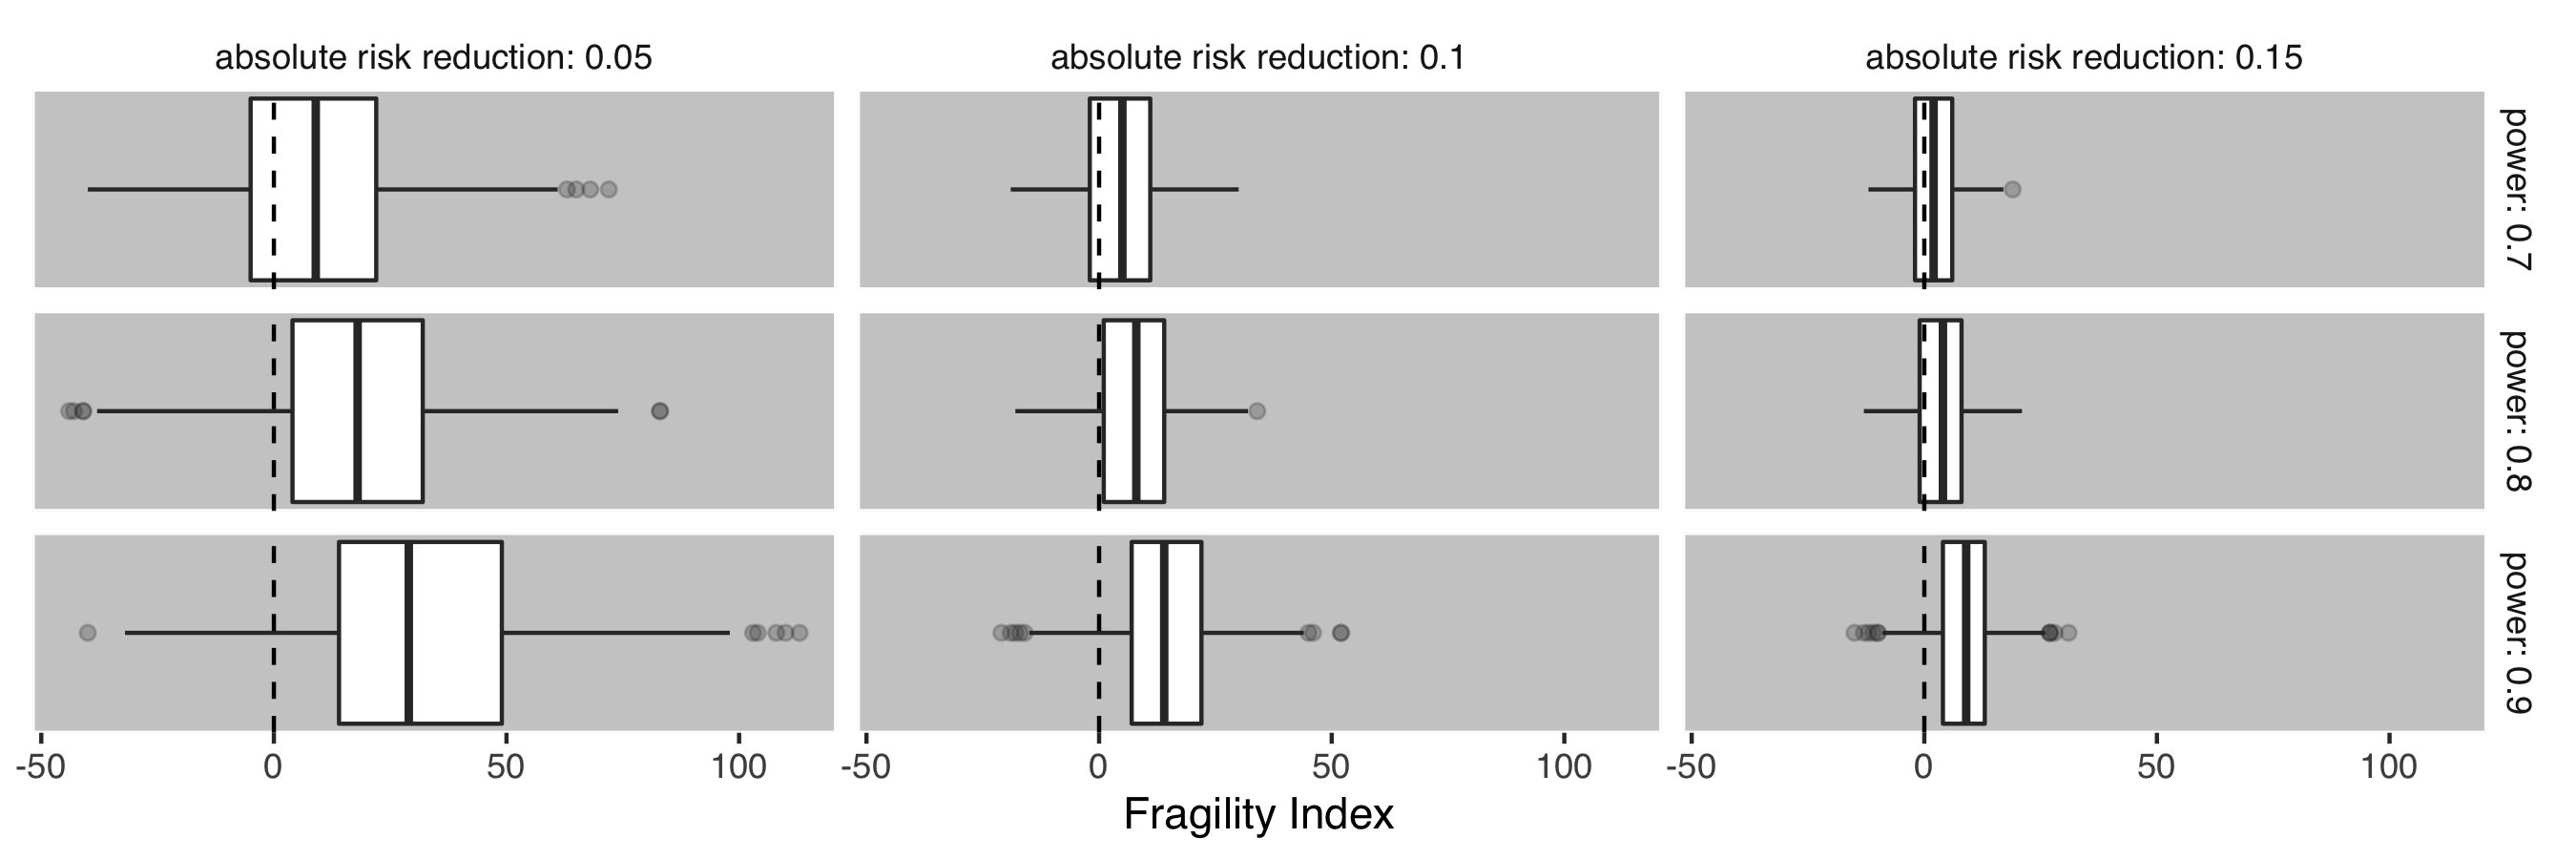 absolute risk reduction: 0.05
absolute risk reduction: 0.1
absolute risk reduction: 0.15
power: 0.7
power: 0.8
power: 0.9
-50 0 50 100 -50 0 50 100 -50 0 50 100
Fragility Index